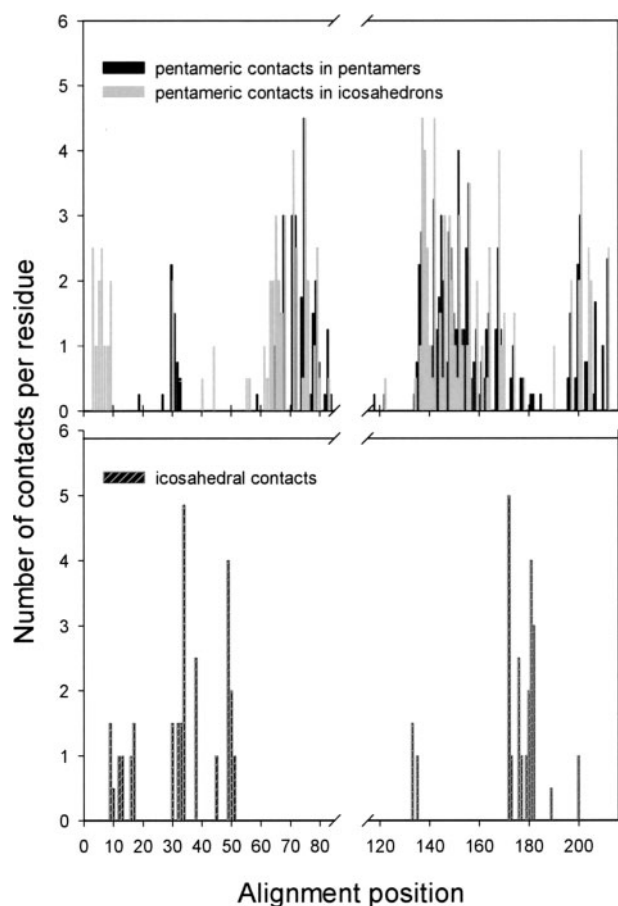 6
pentameric contacts in pentamers
pentameric contacts in icosahedrons
5
4
3
2
1
0
6
icosahedral contacts
5
4
3
2
1
0
Number of contacts per residue
0 10 20 30 40 50 60 70 80 120 140 160 180 200
Alignment position